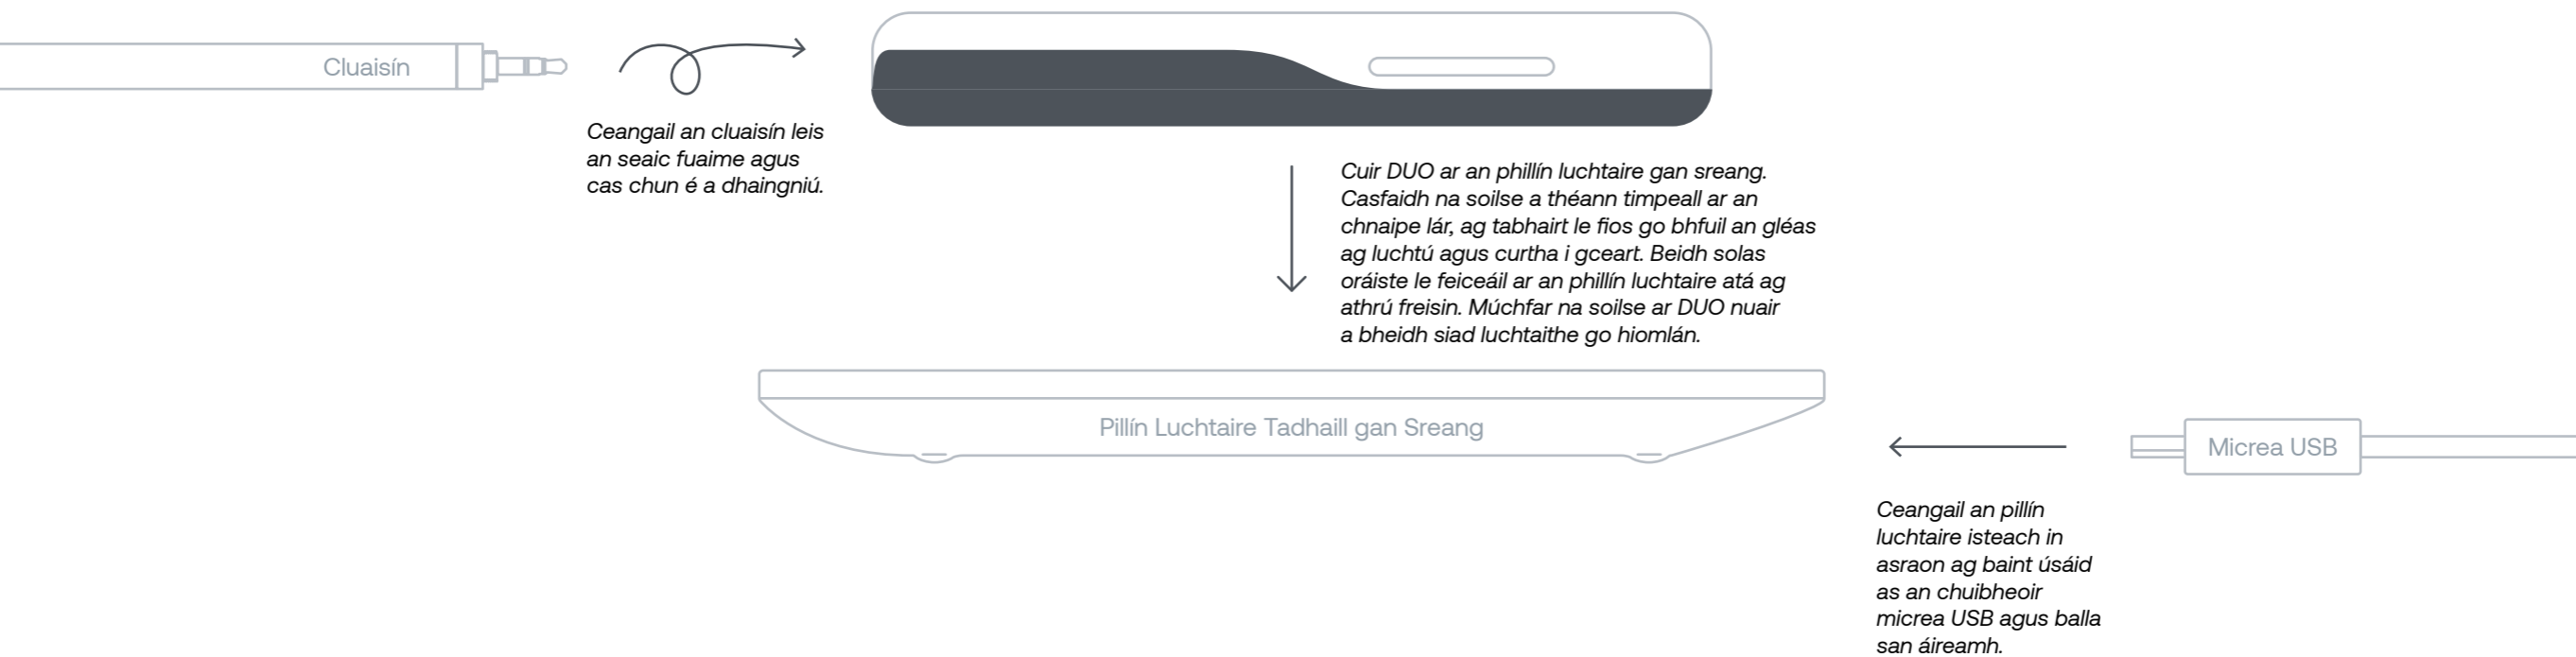 Cluaisín
Ceangail an cluaisín leis
an seaic fuaime agus
cas chun é a dhaingniú.
Cuir DUO ar an phillín luchtaire gan sreang.
Casfaidh na soilse a théann timpeall ar an
chnaipe lár, ag tabhairt le fios go bhfuil an gléas
ag luchtú agus curtha i gceart. Beidh solas
oráiste le feiceáil ar an phillín luchtaire atá ag
athrú freisin. Múchfar na soilse ar DUO nuair
a bheidh siad luchtaithe go hiomlán.
Pillín Luchtaire Tadhaill gan Sreang
Micrea USB
Ceangail an pillín
luchtaire isteach in
asraon ag baint úsáid
as an chuibheoir
micrea USB agus balla
san áireamh.